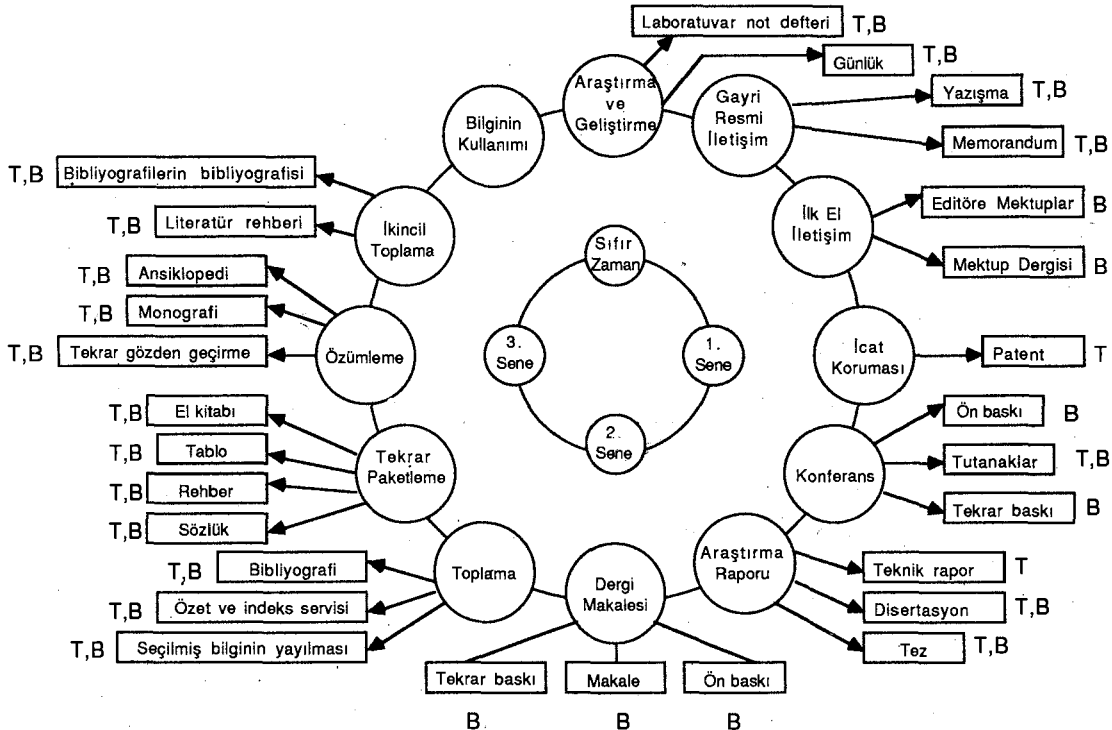 Laboratuvar not defteri T,B
Günlük T,B
Araştırma
ve
Geliştirme
Gayri
Resmi
İletişim
Yazışma T,B
Memorandum T,B
İlk El
İletişim
Editöre Mektuplar B
Mektup Dergisi B
İcat
Koruması
Patent T
Konferans
Ön baskı B
Tutanaklar T,B
Tekrar baskı B
Araştırma
Raporu
Teknik rapor T
Disertasyon T,B
Tez T,B
Dergi
Makalesi
Tekrar baskı
B
Makale
B
Ön baskı
B
Toplama
T,B Bibliyografi
T,B Özet ve indeks servisi
T,B Seçilmiş bilginin yayılması
Tekrar
Paketleme
T,B El kitabı
T,B Tablo
T,B Rehber
T,B Sözlük
Özümleme
T,B Ansiklopedi
T,B Monografi
T,B Tekrar gözden geçirme
İkincil
Toplama
T,B Bibliyografilerin bibliyografisi
T,B Literatür rehberi
Bilginin
Kullanımı
Sıfır
Zaman
1.
Sene
2.
Sene
3.
Sene